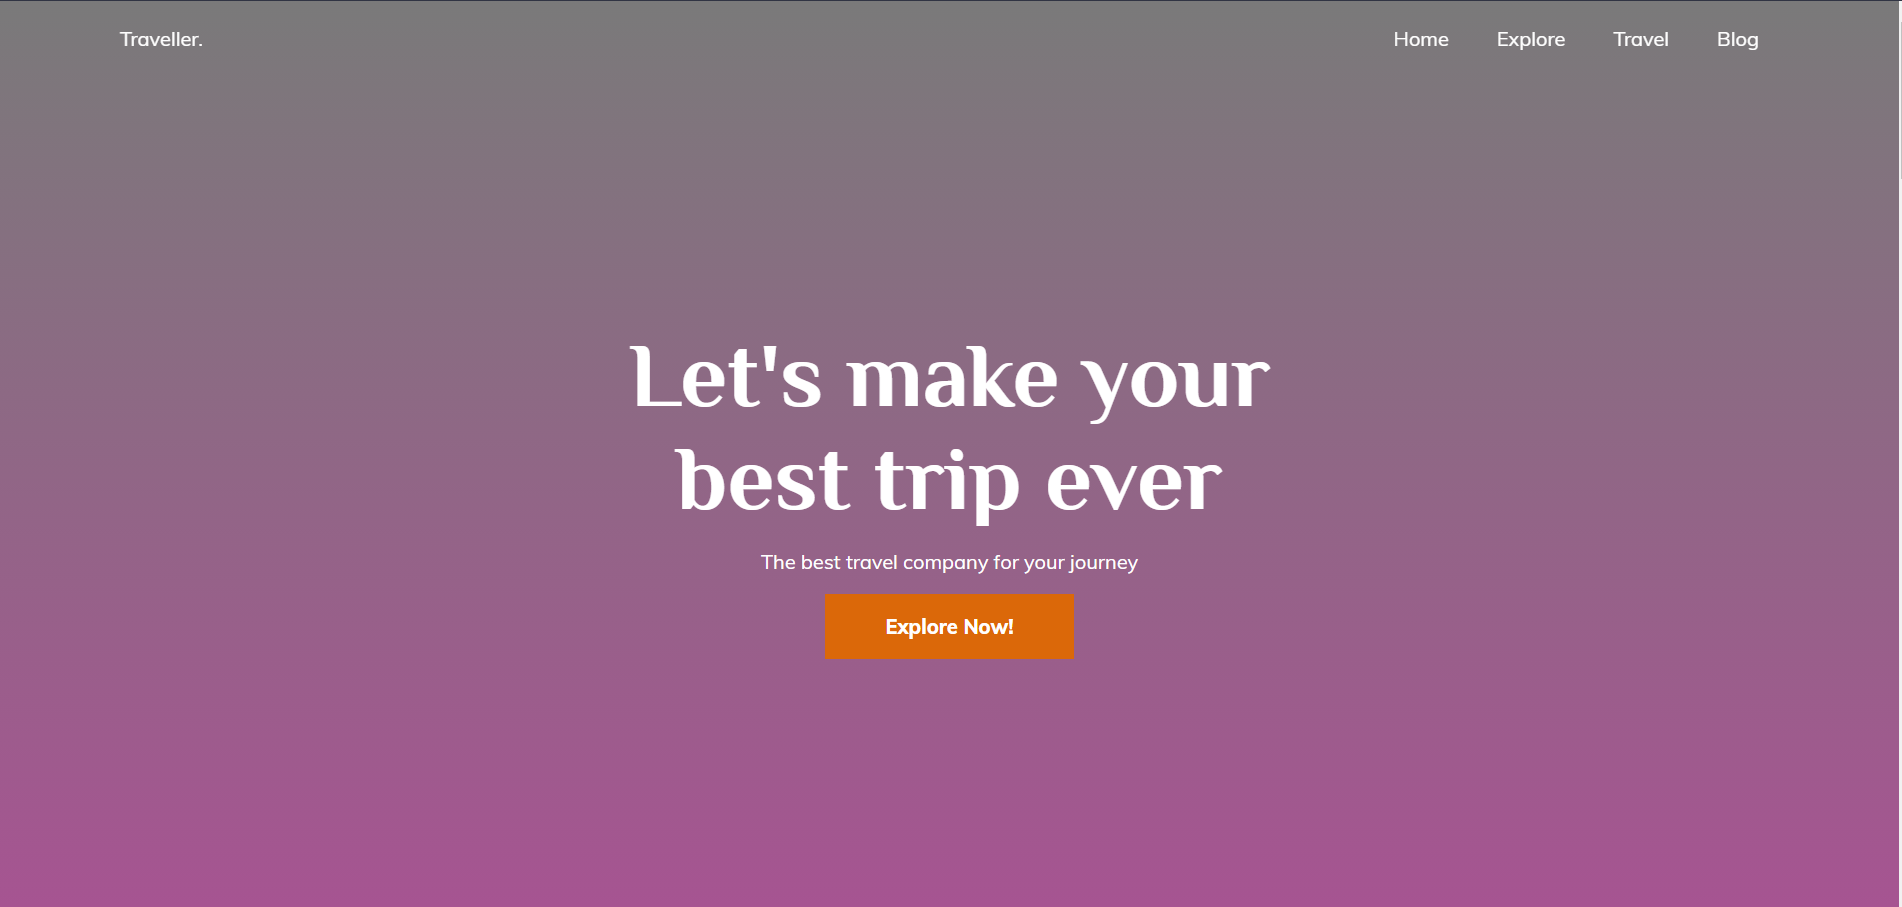 Traveller.
Home Explore Travel Blog
Let's make your
best trip ever
The best travel company for your journey
Explore Now!